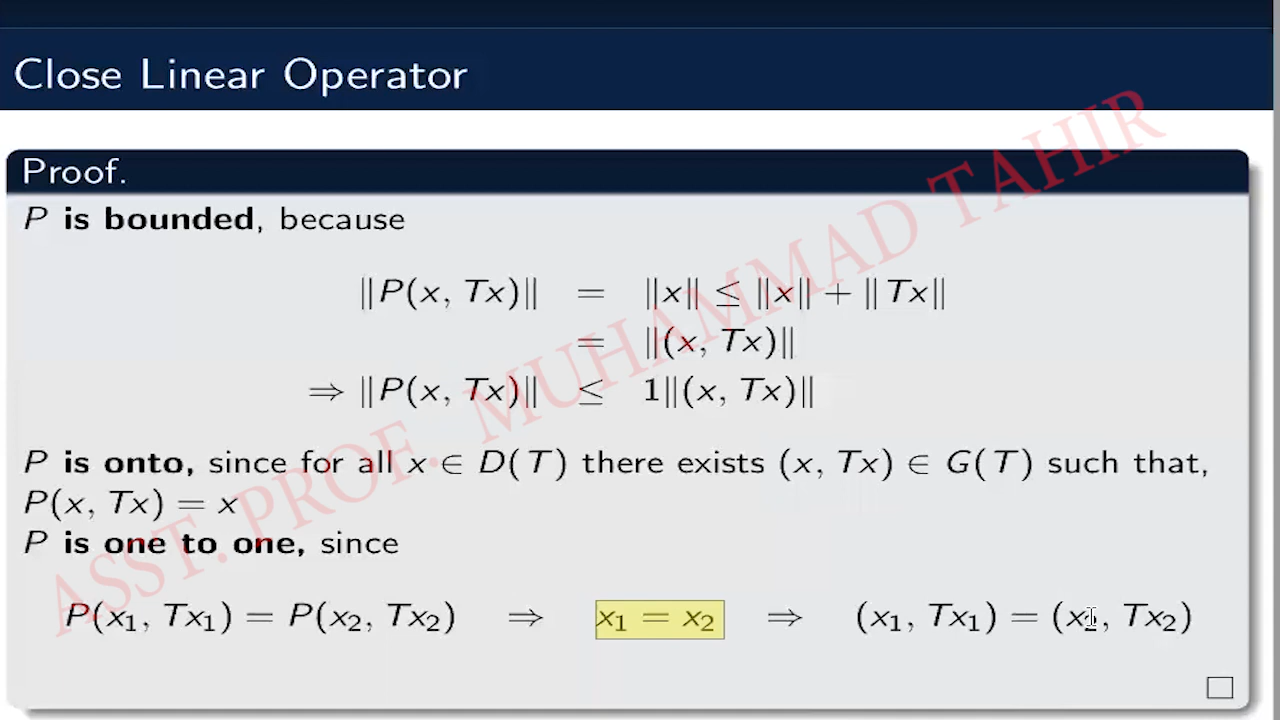 Close Linear Operator
Proof.
P is bounded, because
‖P(x, Tx)‖ = ‖x‖ ≤ ‖x‖ + ‖Tx‖
= ‖(x, Tx)‖
⇒ ‖P(x, Tx)‖ ≤ 1‖(x, Tx)‖
P is onto, since for all x ∈ D(T) there exists (x, Tx) ∈ G(T) such that,
P(x, Tx) = x
P is one to one, since
P(x₁, Tx₁) = P(x₂, Tx₂) ⇒ x₁ = x₂ ⇒ (x₁, Tx₁) = (x₂, Tx₂)
ASST. PROF. MUHAMMAD TAHIR